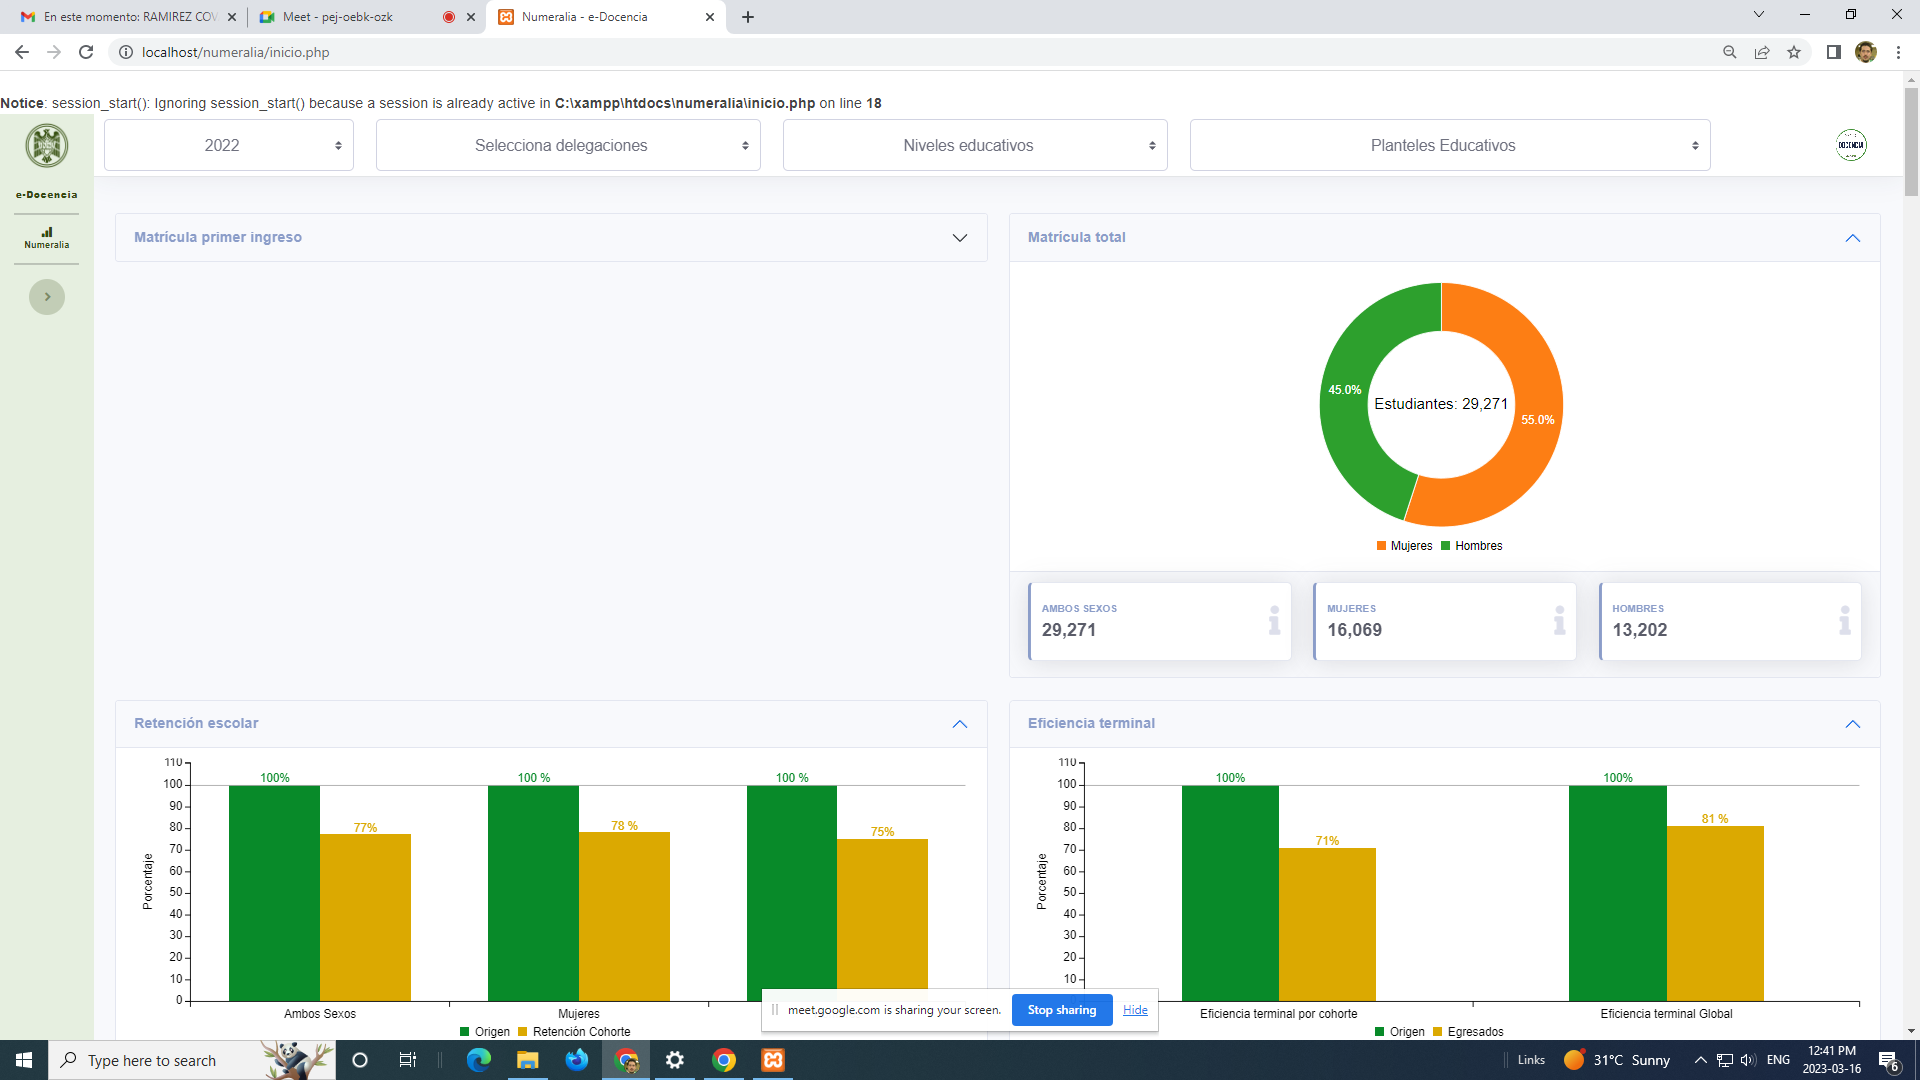 En este momento: RAMIREZ COV
Meet - pej-oebk-ozk
Numeralia - e-Docencia
localhost/numeralia/inicio.php
Notice: session_start(): Ignoring session_start() because a session is already active in C:\xampp\htdocs\numeralia\inicio.php on line 18
2022
Selecciona delegaciones
Niveles educativos
Planteles Educativos
DOCENCIA
e-Docencia
Numeralia
Matrícula primer ingreso
Matrícula total
45.0%
Estudiantes: 29,271
55.0%
Mujeres Hombres
AMBOS SEXOS
29,271
MUJERES
16,069
HOMBRES
13,202
Retención escolar
110
100
90
80
70
60
50
40
30
20
10
0
Porcentaje
100%
77%
100 %
78 %
100 %
75%
Ambos Sexos
Mujeres
Origen Retención Cohorte
Eficiencia terminal
110
100
90
80
70
60
50
40
30
20
10
Porcentaje
100%
71%
100%
81 %
Eficiencia terminal por cohorte
Eficiencia terminal Global
Origen Egresados
meet.google.com is sharing your screen.
Stop sharing
Hide
Type here to search
Links
31°C Sunny
ENG
12:41 PM
2023-03-16
6